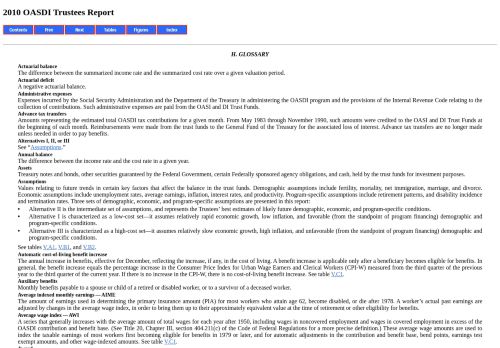 2010 OASDI Trustees Report
Contents Prev Next Tables Figures Index
H. GLOSSARY
Actuarial balance
The difference between the summarized income rate and the summarized cost rate over a given valuation period.
Actuarial deficit
A negative actuarial balance.
Administrative expenses
Expenses incurred by the Social Security Administration and the Department of the Treasury in administering the OASDI program and the provisions of the Internal Revenue Code relating to the
collection of contributions. Such administrative expenses are paid from the OASI and DI Trust Funds.
Advance tax transfers
Amounts representing the estimated total OASDI tax contributions for a given month. From May 1983 through November 1990, such amounts were credited to the OASI and DI Trust Funds at
the beginning of each month. Reimbursements were made from the trust funds to the General Fund of the Treasury for the associated loss of interest. Advance tax transfers are no longer made
unless needed in order to pay benefits.
Alternatives I, II, or III
See "Assumptions."
Annual balance
The difference between the income rate and the cost rate in a given year.
Assets
Treasury notes and bonds, other securities guaranteed by the Federal Government, certain Federally sponsored agency obligations, and cash, held by the trust funds for investment purposes.
Assumptions
Values relating to future trends in certain key factors that affect the balance in the trust funds. Demographic assumptions include fertility, mortality, net immigration, marriage, and divorce.
Economic assumptions include unemployment rates, average earnings, inflation, interest rates, and productivity. Program-specific assumptions include retirement patterns, and disability incidence
and termination rates. Three sets of demographic, economic, and program-specific assumptions are presented in this report:
• Alternative II is the intermediate set of assumptions, and represents the Trustees' best estimates of likely future demographic, economic, and program-specific conditions.
• Alternative I is characterized as a low-cost set—it assumes relatively rapid economic growth, low inflation, and favorable (from the standpoint of program financing) demographic and
program-specific conditions.
• Alternative III is characterized as a high-cost set—it assumes relatively slow economic growth, high inflation, and unfavorable (from the standpoint of program financing) demographic and
program-specific conditions.
See tables V.A1, V.B1, and V.B2.
Automatic cost-of-living benefit increase
The annual increase in benefits, effective for December, reflecting the increase, if any, in the cost of living. A benefit increase is applicable only after a beneficiary becomes eligible for benefits. In
general, the benefit increase equals the percentage increase in the Consumer Price Index for Urban Wage Earners and Clerical Workers (CPI-W) measured from the third quarter of the previous
year to the third quarter of the current year. If there is no increase in the CPI-W, there is no cost-of-living benefit increase. See table V.C1.
Auxiliary benefits
Monthly benefits payable to a spouse or child of a retired or disabled worker, or to a survivor of a deceased worker.
Average indexed monthly earnings — AIME
The amount of earnings used in determining the primary insurance amount (PIA) for most workers who attain age 62, become disabled, or die after 1978. A worker's actual past earnings are
adjusted by changes in the average wage index, in order to bring them up to their approximately equivalent value at the time of retirement or other eligibility for benefits.
Average wage index — AWI
A series that generally increases with the average amount of total wages for each year after 1950, including wages in noncovered employment and wages in covered employment in excess of the
OASDI contribution and benefit base. (See Title 20, Chapter III, section 404.211(c) of the Code of Federal Regulations for a more precise definition.) These average wage amounts are used to
index the taxable earnings of most workers first becoming eligible for benefits in 1979 or later, and for automatic adjustments in the contribution and benefit base, bend points, earnings test
exempt amounts, and other wage-indexed amounts. See table V.C1.